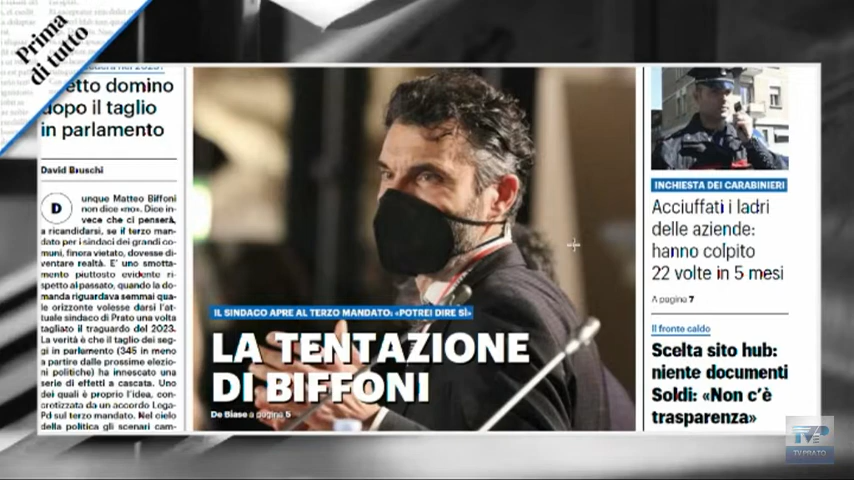 Prima
di tutto
etto domino
dopo il taglio
in parlamento
David Bruschi
D
unque Matteo Biffoni
non dice «no». Dice in-
vece che ci penserà,
a ricandidarsi, se il terzo man-
dato per i sindaci dei grandi co-
muni, finora vietato, dovesse di-
ventare realtà. E' uno smotta-
mento piuttosto evidente ri-
spetto al passato, quando la do-
manda riguardava semmai qua-
le orizzonte volesse darsi l'at-
tuale sindaco di Prato una volta
tagliato il traguardo del 2023.
La verità è che il taglio dei seg-
gi in parlamento (345 in meno
a partire dalle prossime elezio-
ni politiche) ha innescato una
serie di effetti a cascata. Uno
dei quali è proprio l'idea, con-
cretizzata da un accordo Lega-
Pd sul terzo mandato. Nel cielo
della politica gli scenari cam-
IL SINDACO APRE AL TERZO MANDATO: «POTREI DIRE SÌ»
LA TENTAZIONE
DI BIFFONI
De Biase a pagina 5
INCHIESTA DEI CARABINIERI
Acciuffati i ladri
delle aziende:
hanno colpito
22 volte in 5 mesi
A pagina 7
Il fronte caldo
Scelta sito hub:
niente documenti
Soldi: «Non c'è
trasparenza»
TVP
TV PRATO